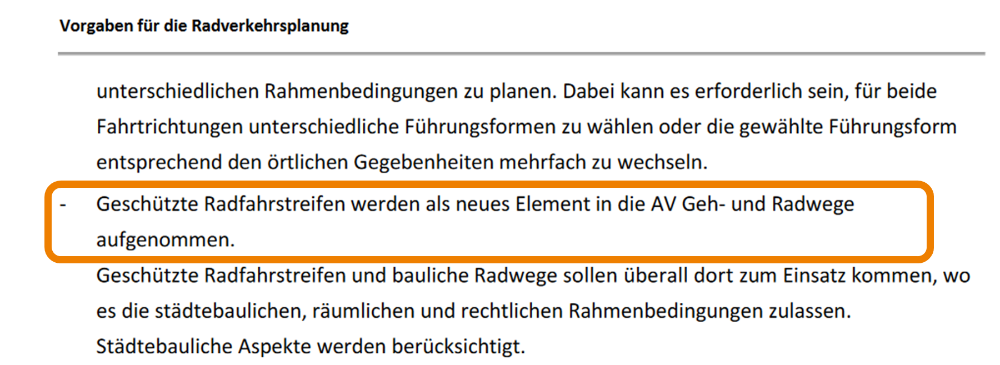 Vorgaben für die Radverkehrsplanung
unterschiedlichen Rahmenbedingungen zu planen. Dabei kann es erforderlich sein, für beide
Fahrtrichtungen unterschiedliche Führungsformen zu wählen oder die gewählte Führungsform
entsprechend den örtlichen Gegebenheiten mehrfach zu wechseln.
- Geschützte Radfahrstreifen werden als neues Element in die AV Geh- und Radwege
aufgenommen.
Geschützte Radfahrstreifen und bauliche Radwege sollen überall dort zum Einsatz kommen, wo
es die städtebaulichen, räumlichen und rechtlichen Rahmenbedingungen zulassen.
Städtebauliche Aspekte werden berücksichtigt.